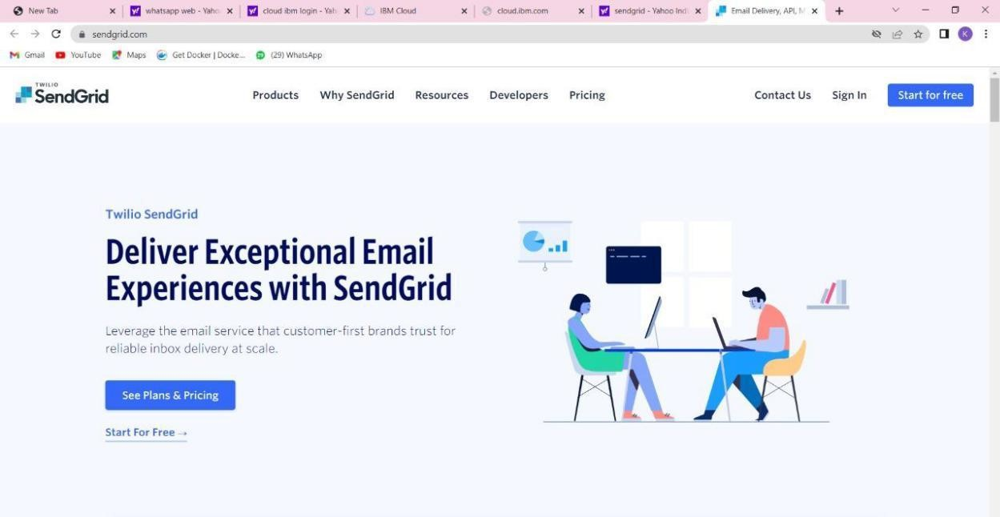 New Tab
whatsapp web - Yaho
cloud ibm login - Yah
IBM Cloud
cloud.ibm.com
sendgrid - Yahoo Indi
Email Delivery, API, M
sendgrid.com
K
Gmail
YouTube
Maps
Get Docker | Docke...
(29) WhatsApp
TWILIO
SendGrid
Products
Why SendGrid
Resources
Developers
Pricing
Contact Us
Sign In
Start for free
Twilio SendGrid
Deliver Exceptional Email
Experiences with SendGrid
Leverage the email service that customer-first brands trust for
reliable inbox delivery at scale.
See Plans & Pricing
Start For Free →